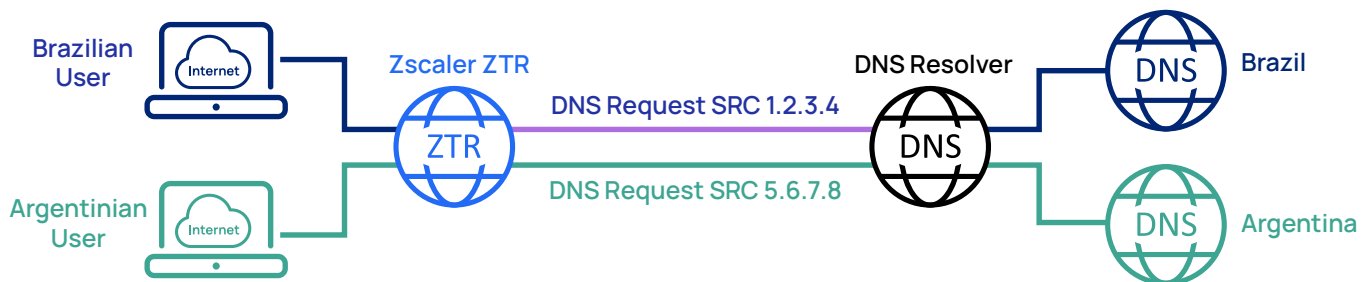 Brazilian
User
Internet
Zscaler ZTR
ZTR
DNS Request SRC 1.2.3.4
DNS Resolver
DNS
DNS
Brazil
Argentinian
User
Internet
DNS Request SRC 5.6.7.8
DNS
Argentina